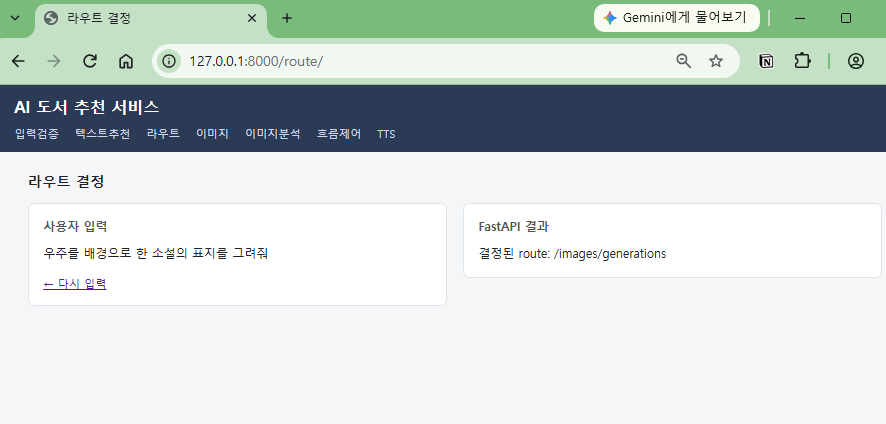 라우트 결정
Gemini에게 물어보기
127.0.0.1:8000/route/
AI 도서 추천 서비스
입력검증 텍스트추천 라우트 이미지 이미지분석 흐름제어 TTS
라우트 결정
사용자 입력
우주를 배경으로 한 소설의 표지를 그려줘
← 다시 입력
FastAPI 결과
결정된 route: /images/generations